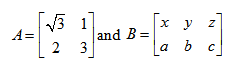 A = [√3 1; 2 3] and B = [x y z; a b c]